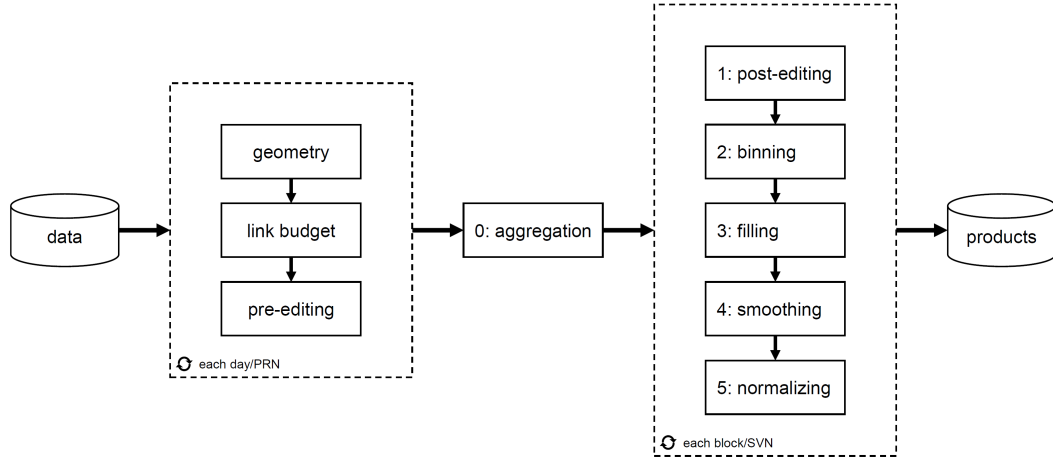 data
geometry
link budget
pre-editing
each day/PRN
0: aggregation
1: post-editing
2: binning
3: filling
4: smoothing
5: normalizing
each block/SVN
products